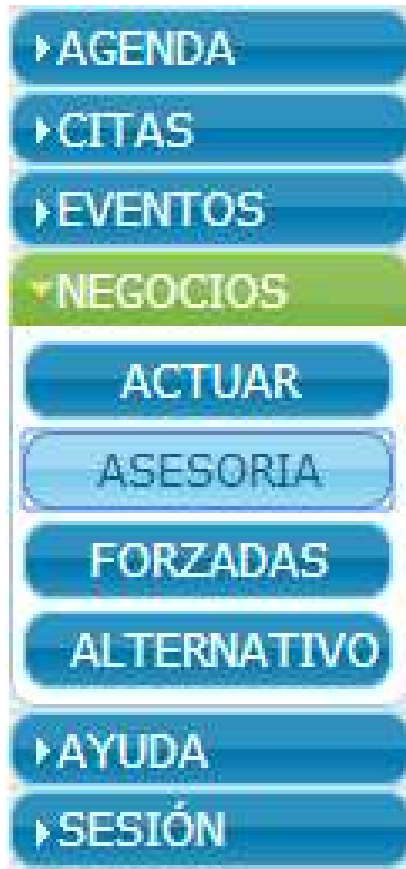 AGENDA
CITAS
EVENTOS
NEGOCIOS
ACTUAR
ASESORIA
FORZADAS
ALTERNATIVO
AYUDA
SESIÓN